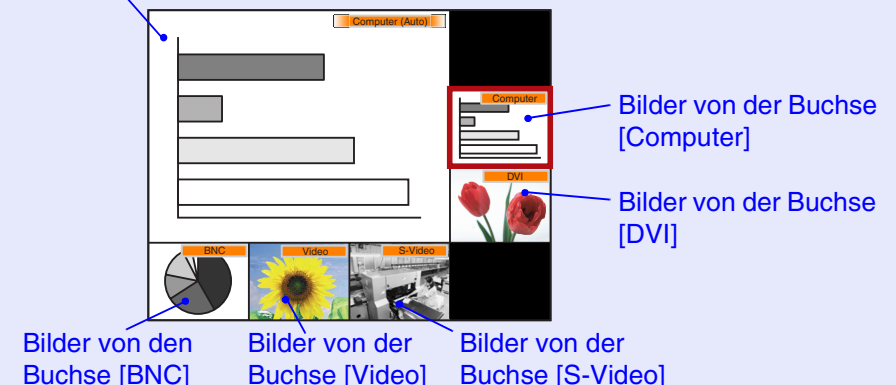 Computer (Auto)
Computer
Bilder von der Buchse
[Computer]
DVI
Bilder von der Buchse
[DVI]
BNC
Video
S-Video
Bilder von den
Buchse [BNC]
Bilder von der
Buchse [Video]
Bilder von der
Buchse [S-Video]